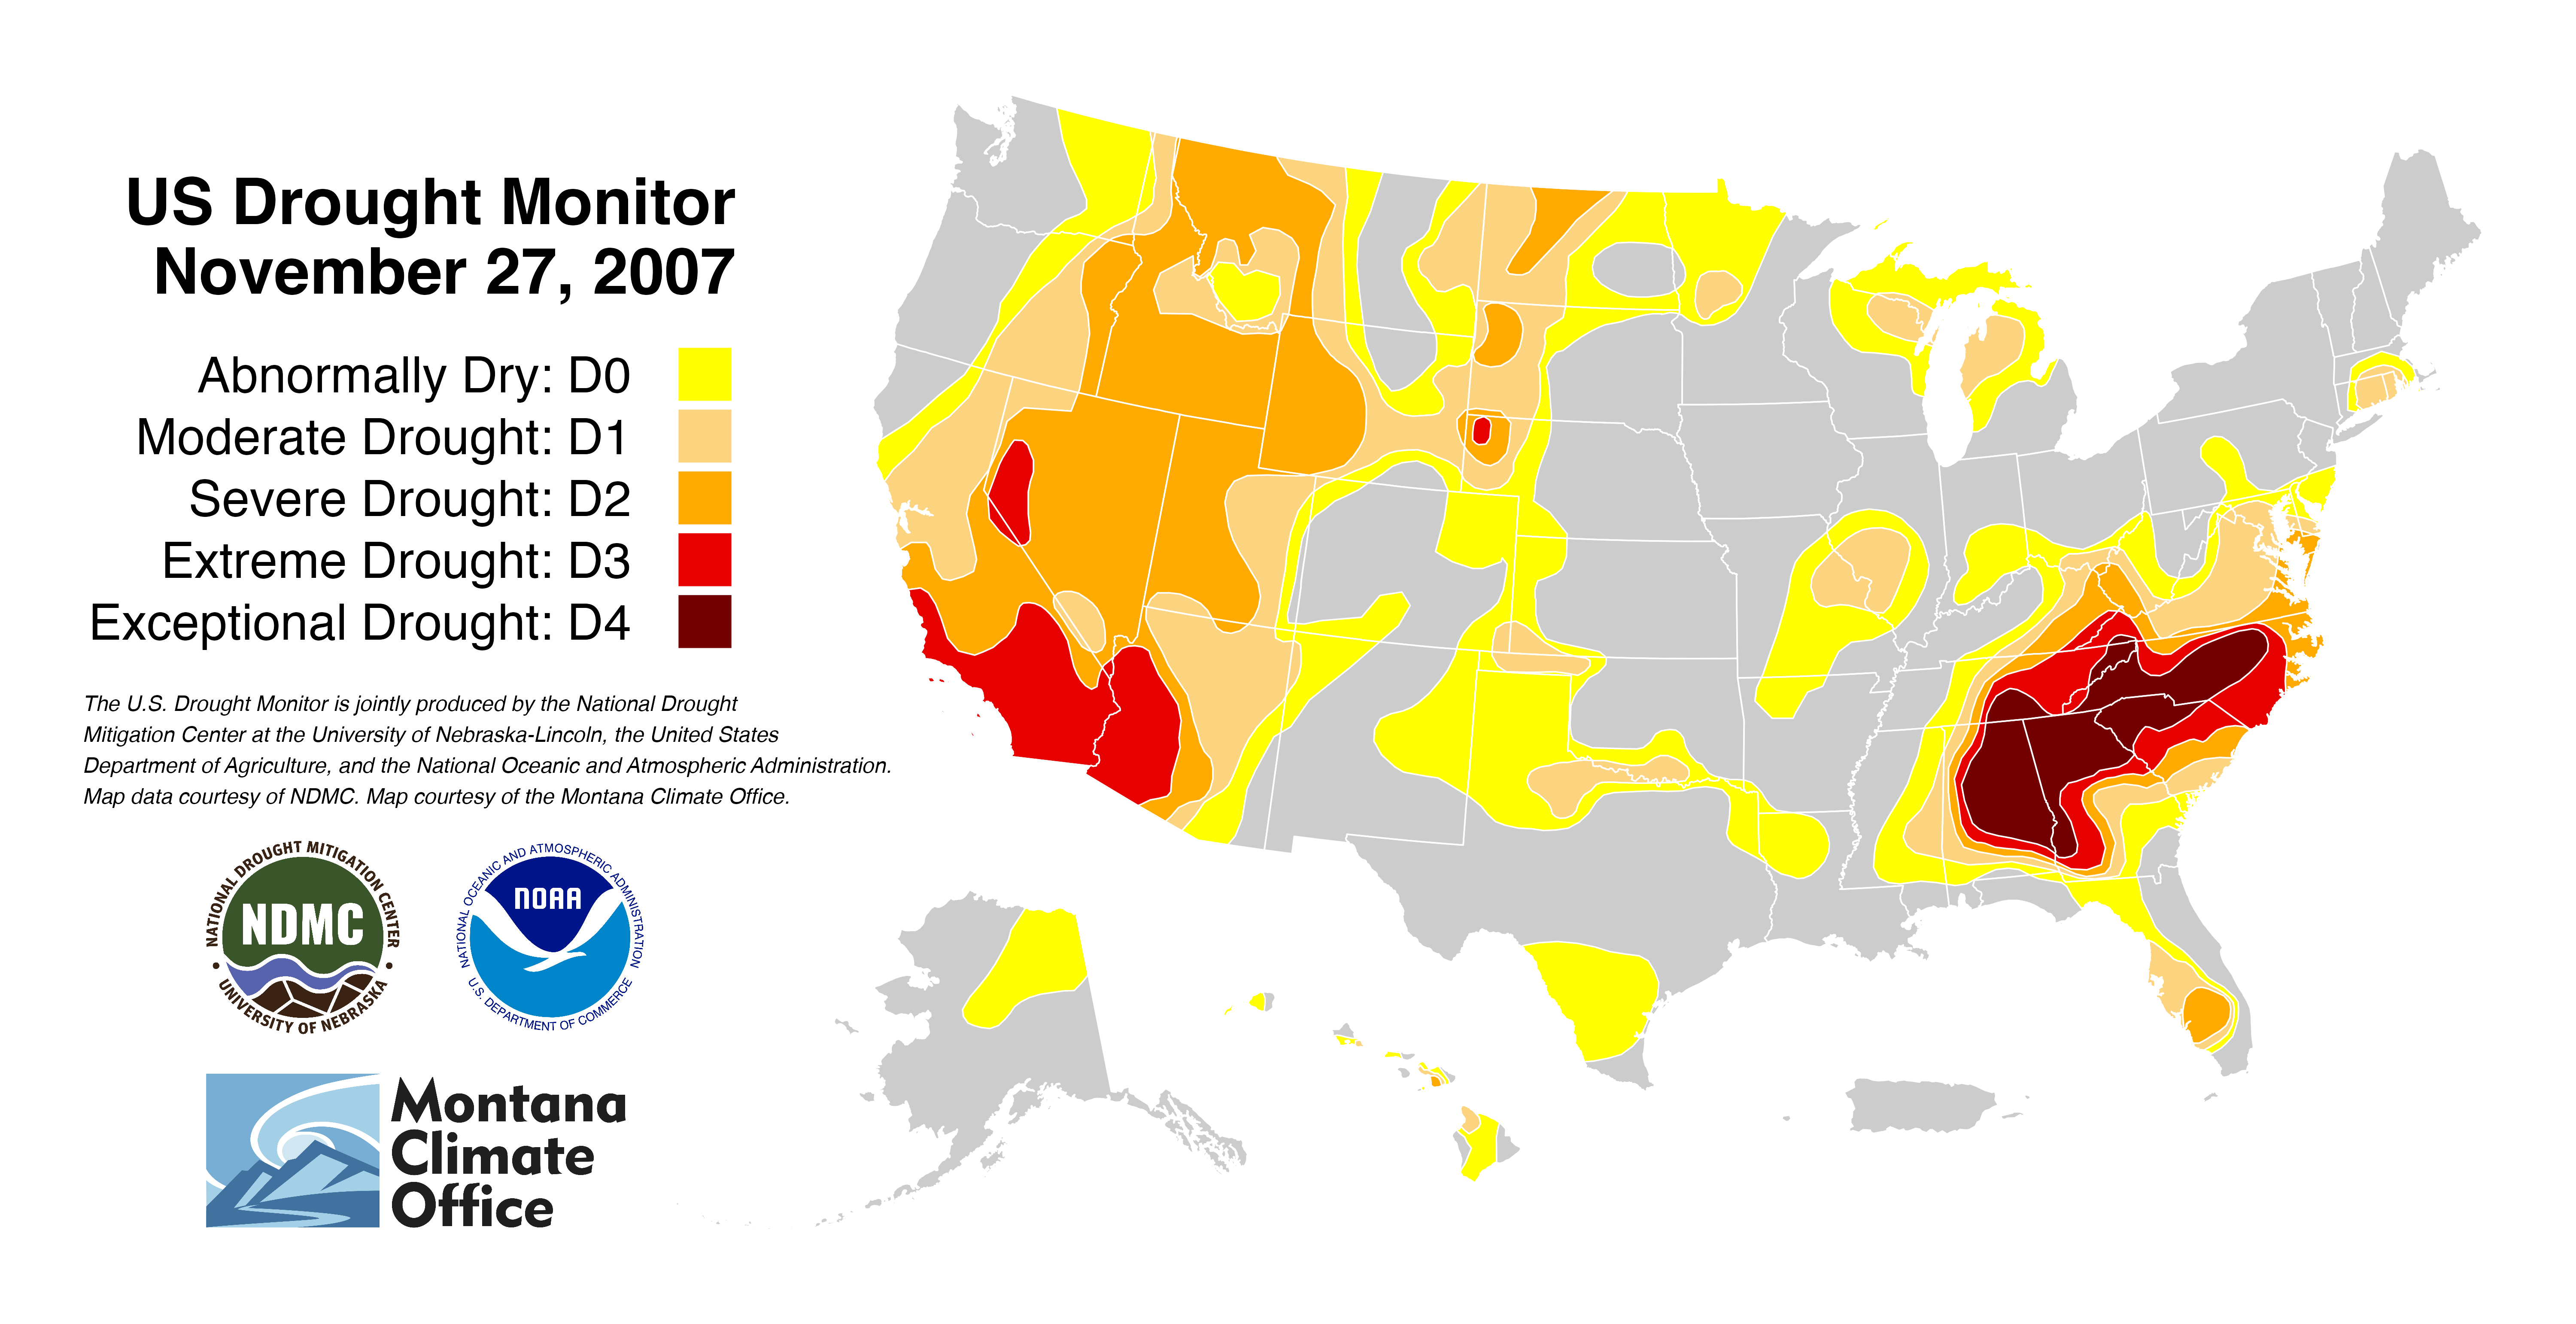 US Drought Monitor
November 27, 2007
Abnormally Dry: D0
Moderate Drought: D1
Severe Drought: D2
Extreme Drought: D3
Exceptional Drought: D4
The U.S. Drought Monitor is jointly produced by the National Drought
Mitigation Center at the University of Nebraska-Lincoln, the United States
Department of Agriculture, and the National Oceanic and Atmospheric Administration.
Map data courtesy of NDMC. Map courtesy of the Montana Climate Office.
NATIONAL DROUGHT MITIGATION CENTER
NDMC
• UNIVERSITY OF NEBRASKA •
NATIONAL OCEANIC AND ATMOSPHERIC ADMINISTRATION
NOAA
U.S. DEPARTMENT OF COMMERCE
Montana
Climate
Office